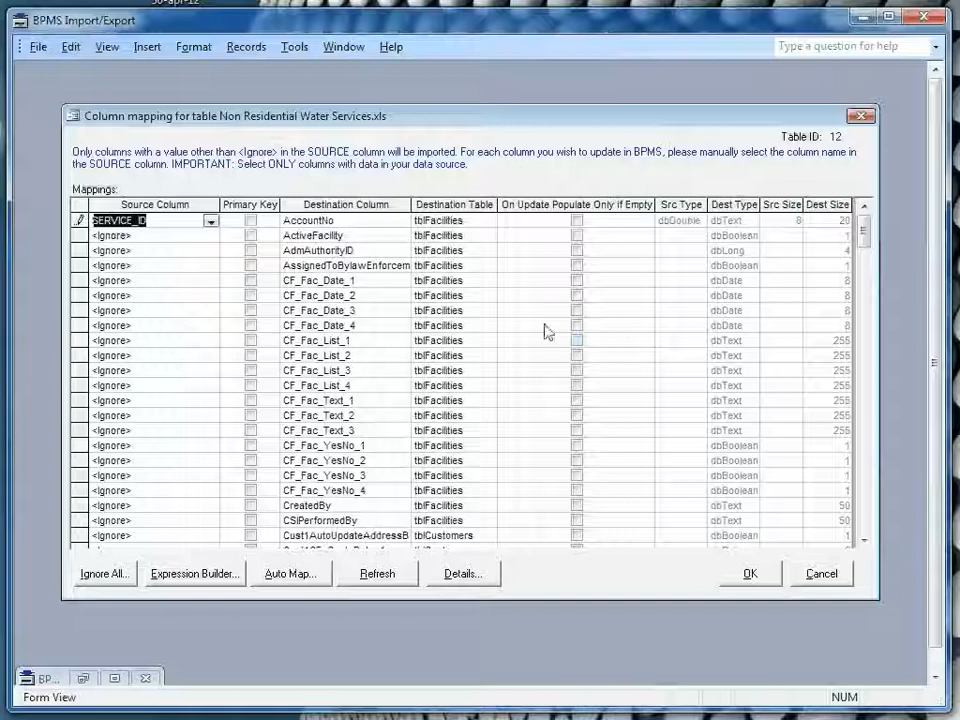 BPMS Import/Export
File Edit View Insert Format Records Tools Window Help Type a question for help
Column mapping for table Non Residential Water Services.xls
Table ID: 12
Only columns with a value other than <Ignore> in the SOURCE column will be imported. For each column you wish to update in BPMS, please manually select the column name in
the SOURCE column. IMPORTANT: Select ONLY columns with data in your data source.
Mappings:
Source Column Primary Key Destination Column Destination Table On Update Populate Only if Empty Src Type Dest Type Src Size Dest Size
SERVICE_ID AccountNo tblFacilities dbDouble dbText 8 20
<Ignore> ActiveFacility tblFacilities dbBoolean 1
<Ignore> AdmAuthorityID tblFacilities dbLong 4
<Ignore> AssignedToBylawEnforcem tblFacilities dbBoolean 1
<Ignore> CF_Fac_Date_1 tblFacilities dbDate 8
<Ignore> CF_Fac_Date_2 tblFacilities dbDate 8
<Ignore> CF_Fac_Date_3 tblFacilities dbDate 8
<Ignore> CF_Fac_Date_4 tblFacilities dbDate 8
<Ignore> CF_Fac_List_1 tblFacilities dbText 255
<Ignore> CF_Fac_List_2 tblFacilities dbText 255
<Ignore> CF_Fac_List_3 tblFacilities dbText 255
<Ignore> CF_Fac_List_4 tblFacilities dbText 255
<Ignore> CF_Fac_Text_1 tblFacilities dbText 255
<Ignore> CF_Fac_Text_2 tblFacilities dbText 255
<Ignore> CF_Fac_Text_3 tblFacilities dbText 255
<Ignore> CF_Fac_YesNo_1 tblFacilities dbBoolean 1
<Ignore> CF_Fac_YesNo_2 tblFacilities dbBoolean 1
<Ignore> CF_Fac_YesNo_3 tblFacilities dbBoolean 1
<Ignore> CF_Fac_YesNo_4 tblFacilities dbBoolean 1
<Ignore> CreatedBy tblFacilities dbText 50
<Ignore> CSIPerformedBy tblFacilities dbText 50
<Ignore> Cust1AutoUpdateAddressB tblCustomers dbBoolean 1
Ignore All... Expression Builder... Auto Map... Refresh Details... OK Cancel
BP...
Form View NUM